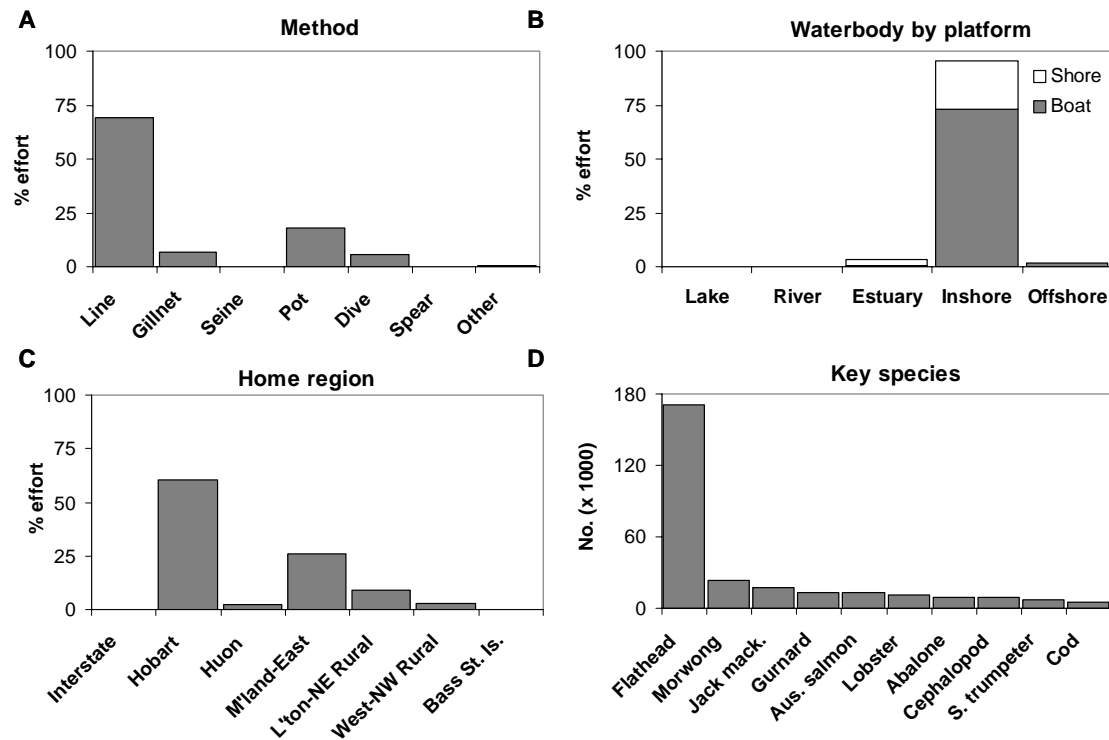 A
Method
100
75
50
25
0
% effort
Line
Gillnet
Seine
Pot
Dive
Spear
Other
B
Waterbody by platform
100
75
50
25
0
% effort
Shore
Boat
Lake
River
Estuary
Inshore
Offshore
C
Home region
100
75
50
25
0
% effort
Interstate
Hobart
Huon
M'land-East
L'ton-NE Rural
West-NW Rural
Bass St. Is.
D
Key species
180
120
60
0
No. (x 1000)
Flathead
Morwong
Jack mack.
Gurnard
Aus. salmon
Lobster
Abalone
Cephalopod
S. trumpeter
Cod